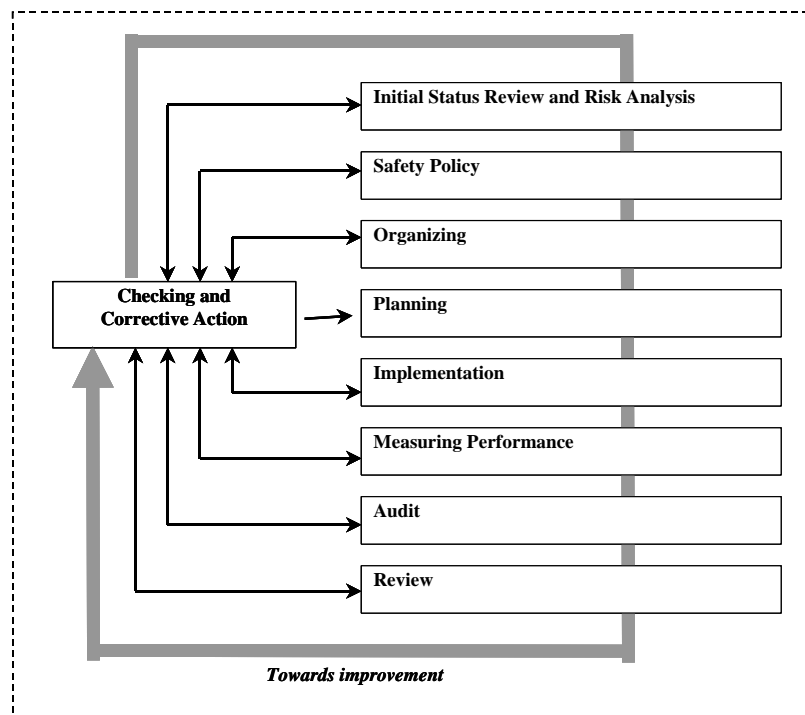 Initial Status Review and Risk Analysis
Safety Policy
Organizing
Checking and
Corrective Action
Planning
Implementation
Measuring Performance
Audit
Review
Towards improvement